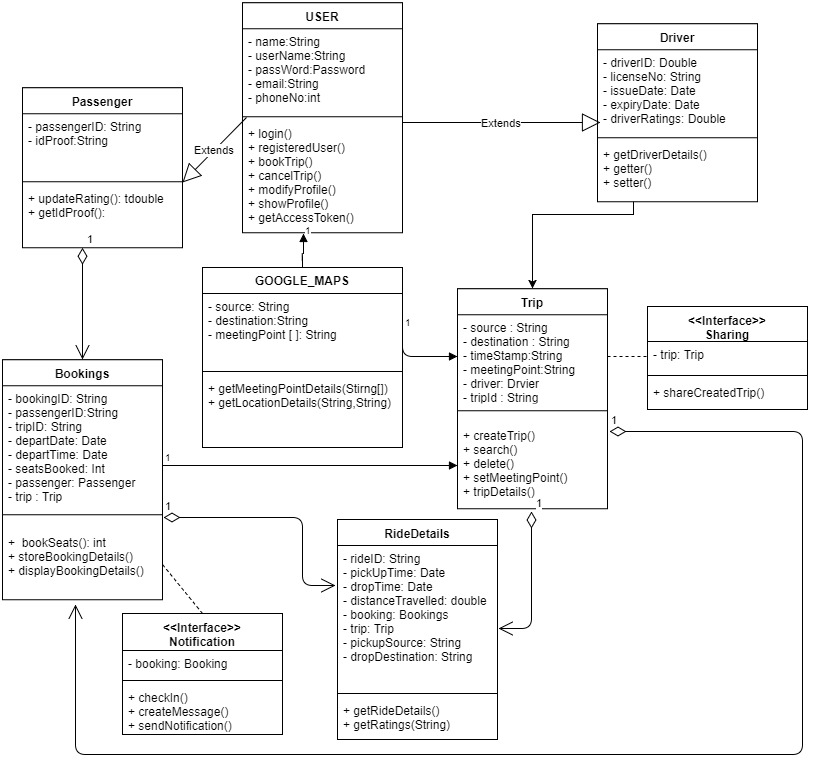 USER
- name:String
- userName:String
- passWord:Password
- email:String
- phoneNo:int
+ login()
+ registeredUser()
+ bookTrip()
+ cancelTrip()
+ modifyProfile()
+ showProfile()
+ getAccessToken()
1
Driver
- driverID: Double
- licenseNo: String
- issueDate: Date
- expiryDate: Date
- driverRatings: Double
+ getDriverDetails()
+ getter()
+ setter()
Extends
Passenger
- passengerID: String
- idProof:String
+ updateRating(): tdouble
+ getIdProof():
Extends
1
GOOGLE_MAPS
- source: String
- destination:String
- meetingPoint [ ]: String
+ getMeetingPointDetails(Stirng[])
+ getLocationDetails(String,String)
1
Trip
- source : String
- destination : String
- timeStamp:String
- meetingPoint:String
- driver: Drvier
- tripId : String
+ createTrip()
+ search()
+ delete()
+ setMeetingPoint()
+ tripDetails()
1
1
<<Interface>>
Sharing
- trip: Trip
+ shareCreatedTrip()
Bookings
- bookingID: Stirng
- passengerID:String
- tripID: String
- departDate: Date
- departTime: Date
- seatsBooked: Int
- passenger: Passenger
- trip : Trip
+ bookSeats(): int
+ storeBookingDetails()
+ displayBookingDetails()
1
1
RideDetails
- rideID: String
- pickUpTime: Date
- dropTime: Date
- distanceTravelled: double
- booking: Bookings
- trip: Trip
- pickupSource: String
- dropDestination: String
+ getRideDetails()
+ getRatings(String)
<<Interface>>
Notification
- booking: Booking
+ checkIn()
+ createMessage()
+ sendNotification()